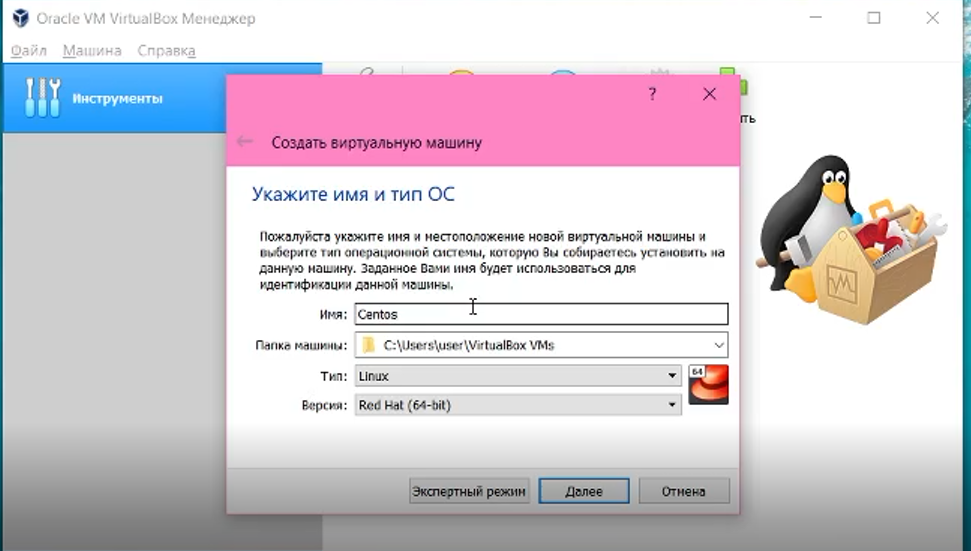 Oracle VM VirtualBox Менеджер
Файл Машина Справка
Инструменты
?
Создать виртуальную машину
Укажите имя и тип ОС
Пожалуйста укажите имя и местоположение новой виртуальной машины и
выберите тип операционной системы, которую Вы собираетесь установить на
данную машину. Заданное Вами имя будет использоваться для
идентификации данной машины.
Имя: Centos
Папка машины: C:\Users\user\VirtualBox VMs
Тип: Linux
64
Версия: Red Hat (64-bit)
Экспертный режим Далее Отмена